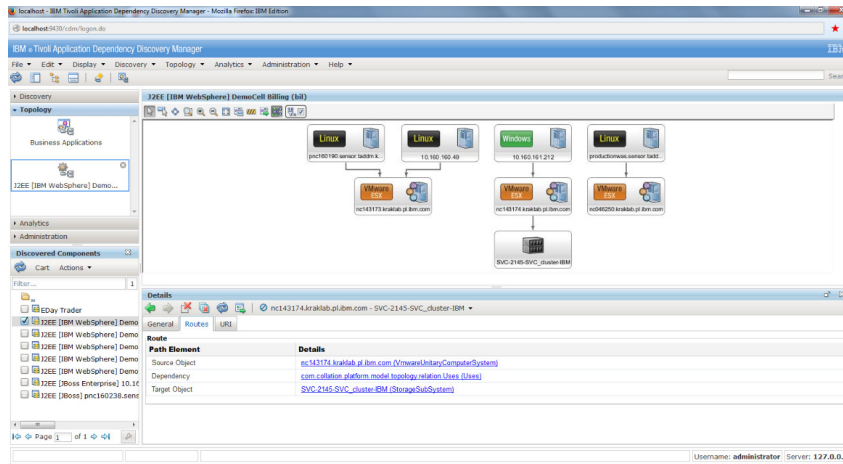 localhost - IBM Tivoli Application Dependency Discovery Manager - Mozilla Firefox: IBM Edition
localhost:9430/cdm/logon.do
IBM ® Tivoli Application Dependency Discovery Manager
IBM
File Edit Display Discovery Topology Analytics Administration Help
Sear
Discovery
Topology
Business Applications
J2EE [IBM WebSphere] Demo...
Analytics
Administration
Discovered Components
Cart Actions
Filter... 1
..
EDay Trader
J2EE [IBM WebSphere] Demo
J2EE [IBM WebSphere] Demo
J2EE [IBM WebSphere] Demo
J2EE [IBM WebSphere] Demo
J2EE [IBM WebSphere] Demo
J2EE [JBoss Enterprise] 10.16
J2EE [JBoss] pnc160238.sens
Page 1 of 1
J2EE [IBM WebSphere] DemoCell Billing (bil)
Linux Linux Windows Linux
pnc160190.sensor.taddm.k... 10.160.160.49 10.160.161.212 productionwas.sensor.tadd...
VMware ESX VMware ESX VMware ESX
nc143173.kraklab.pl.ibm.com nc143174.kraklab.pl.ibm.com nc046250.kraklab.pl.ibm.com
SVC-2145-SVC_cluster-IBM
Details
nc143174.kraklab.pl.ibm.com - SVC-2145-SVC_cluster-IBM
General Routes URI
Route
Path Element Details
Source Object nc143174.kraklab.pl.ibm.com (VmwareUnitaryComputerSystem)
Dependency com.collation.platform.model.topology.relation.Uses (Uses)
Target Object SVC-2145-SVC_cluster-IBM (StorageSubSystem)
Username: administrator Server: 127.0.0.